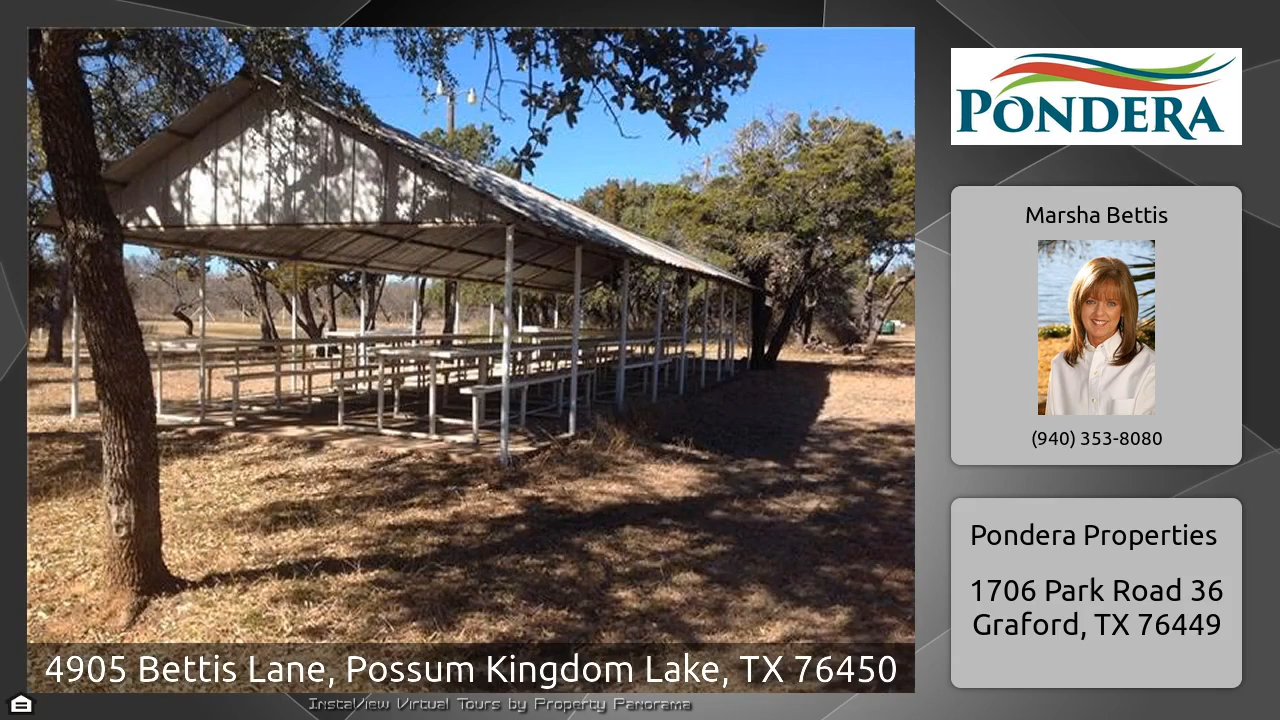 PONDERA
Marsha Bettis
(940) 353-8080
Pondera Properties
1706 Park Road 36
Graford, TX 76449
4905 Bettis Lane, Possum Kingdom Lake, TX 76450
InstaView Virtual Tours by Property Panorama